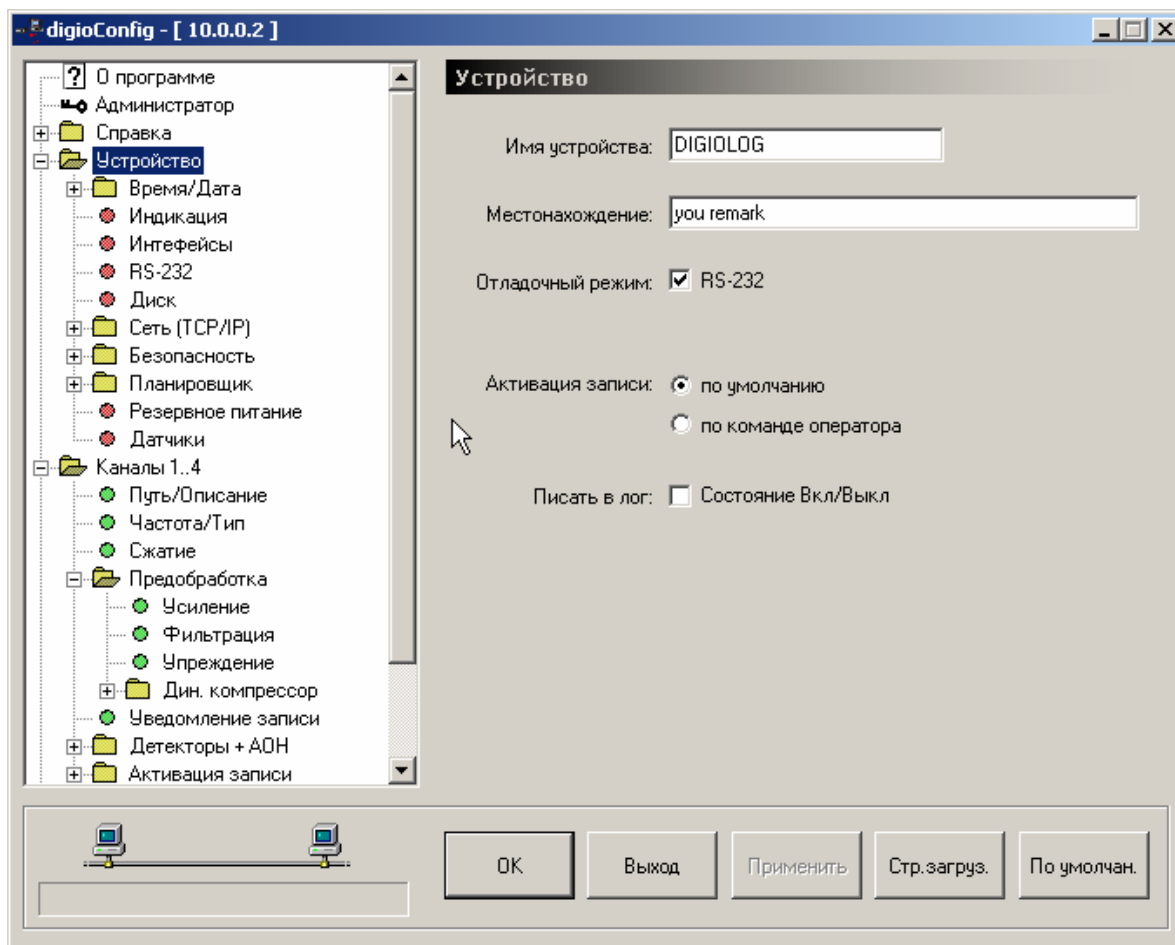 digioConfig - [ 10.0.0.2 ]
? О программе
Администратор
Справка
Устройство
Время/Дата
Индикация
Интефейсы
RS-232
Диск
Сеть (TCP/IP)
Безопасность
Планировщик
Резервное питание
Датчики
Каналы 1..4
Путь/Описание
Частота/Тип
Сжатие
Предобработка
Усиление
Фильтрация
Упреждение
Дин. компрессор
Уведомление записи
Детекторы + АОН
Активация записи
Устройство
Имя устройства: DIGIOLOG
Местонахождение: you remark
Отладочный режим: RS-232
Активация записи: по умолчанию
по команде оператора
Писать в лог: Состояние Вкл/Выкл
OK Выход Применить Стр.загруз. По умолчан.